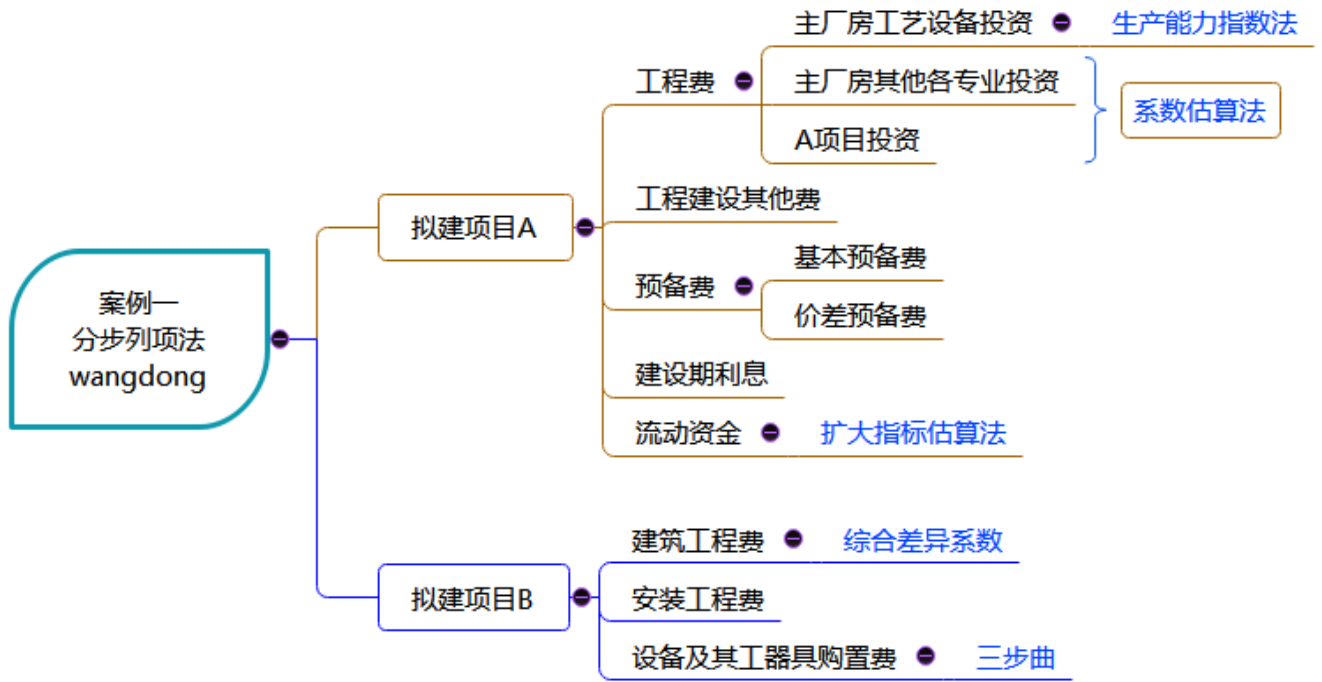 主厂房工艺设备投资
生产能力指数法
工程费
主厂房其他各专业投资
系数估算法
A项目投资
工程建设其他费
拟建项目A
基本预备费
预备费
价差预备费
案例一
分步列项法
wangdong
建设期利息
流动资金
扩大指标估算法
建筑工程费
综合差异系数
拟建项目B
安装工程费
设备及其工器具购置费
三步曲